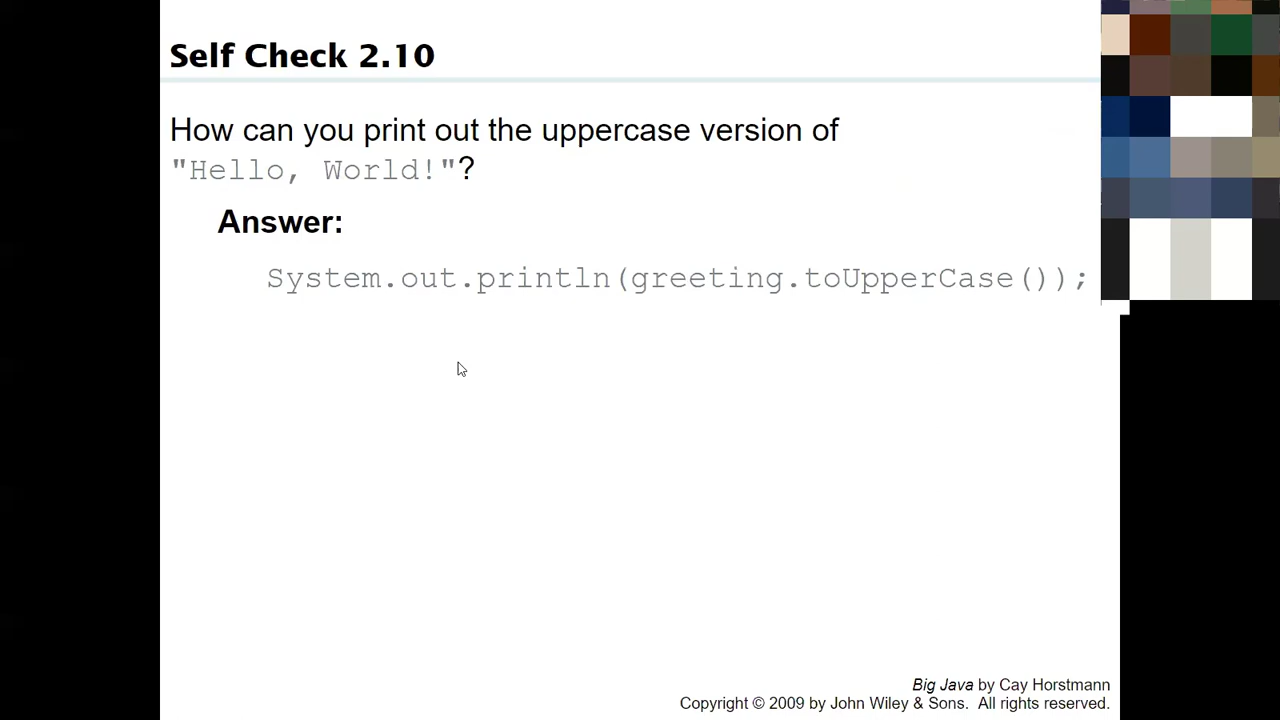 Self Check 2.10
How can you print out the uppercase version of
"Hello, World!"?
Answer:
System.out.println(greeting.toUpperCase());
Big Java by Cay Horstmann
Copyright © 2009 by John Wiley & Sons. All rights reserved.